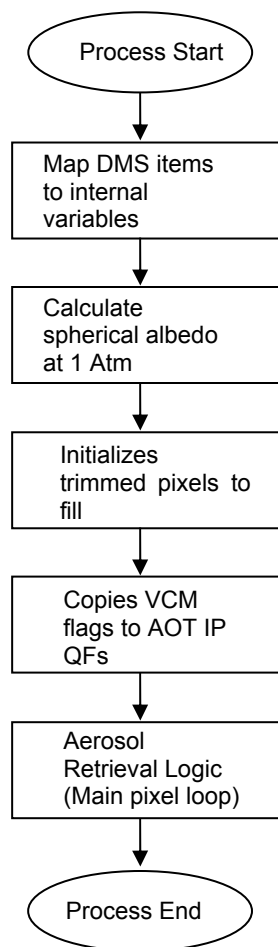 Process Start
Map DMS items
to internal
variables
Calculate
spherical albedo
at 1 Atm
Initializes
trimmed pixels to
fill
Copies VCM
flags to AOT IP
QFs
Aerosol
Retrieval Logic
(Main pixel loop)
Process End